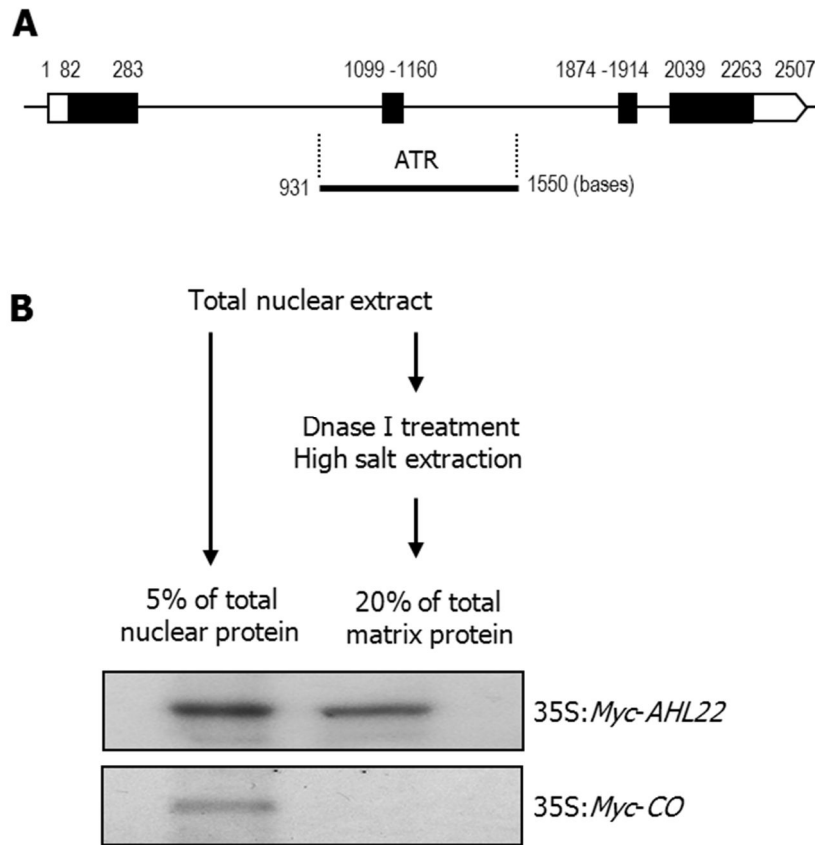 A
1 82 283 1099 -1160 1874 -1914 2039 2263 2507
ATR
931 1550 (bases)
B
Total nuclear extract
Dnase I treatment
High salt extraction
5% of total
nuclear protein
20% of total
matrix protein
35S:Myc-AHL22
35S:Myc-CO